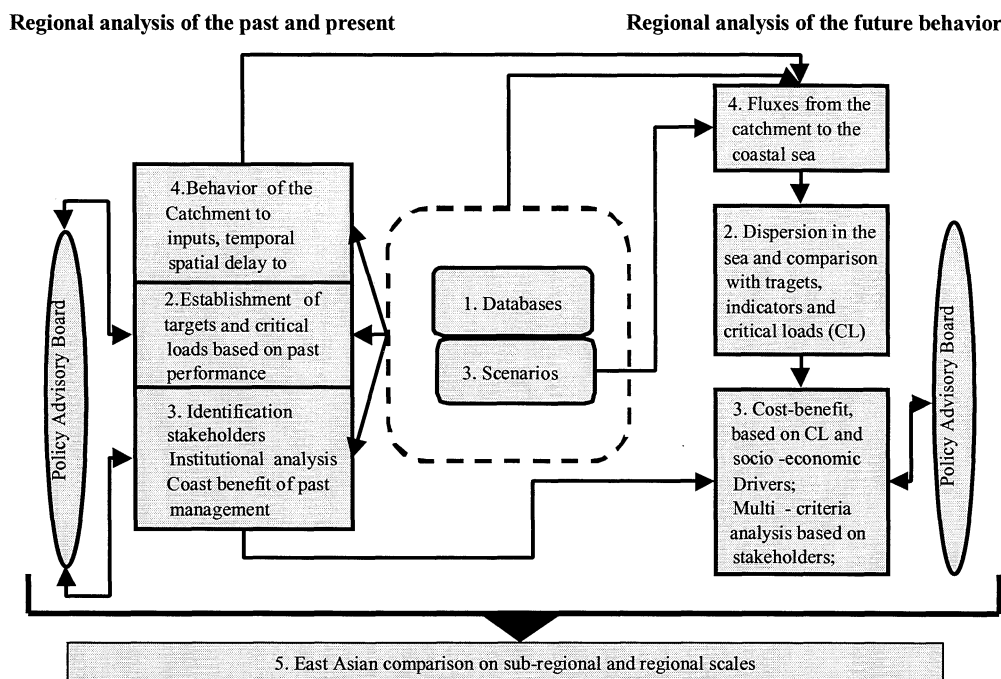 Regional analysis of the past and present
Regional analysis of the future behavior
4.Behavior of the
Catchment to
inputs, temporal
spatial delay to
2.Establishment of
targets and critical
loads based on past
performance
3. Identification
stakeholders
Institutional analysis
Coast benefit of past
management
Policy Advisory Board
1. Databases
3. Scenarios
4. Fluxes from the
catchment to the
coastal sea
2. Dispersion in the
sea and comparison
with tragets,
indicators and
critical loads (CL)
3. Cost-benefit,
based on CL and
socio -economic
Drivers;
Multi - criteria
analysis based on
stakeholders;
Policy Advisory Board
5. East Asian comparison on sub-regional and regional scales